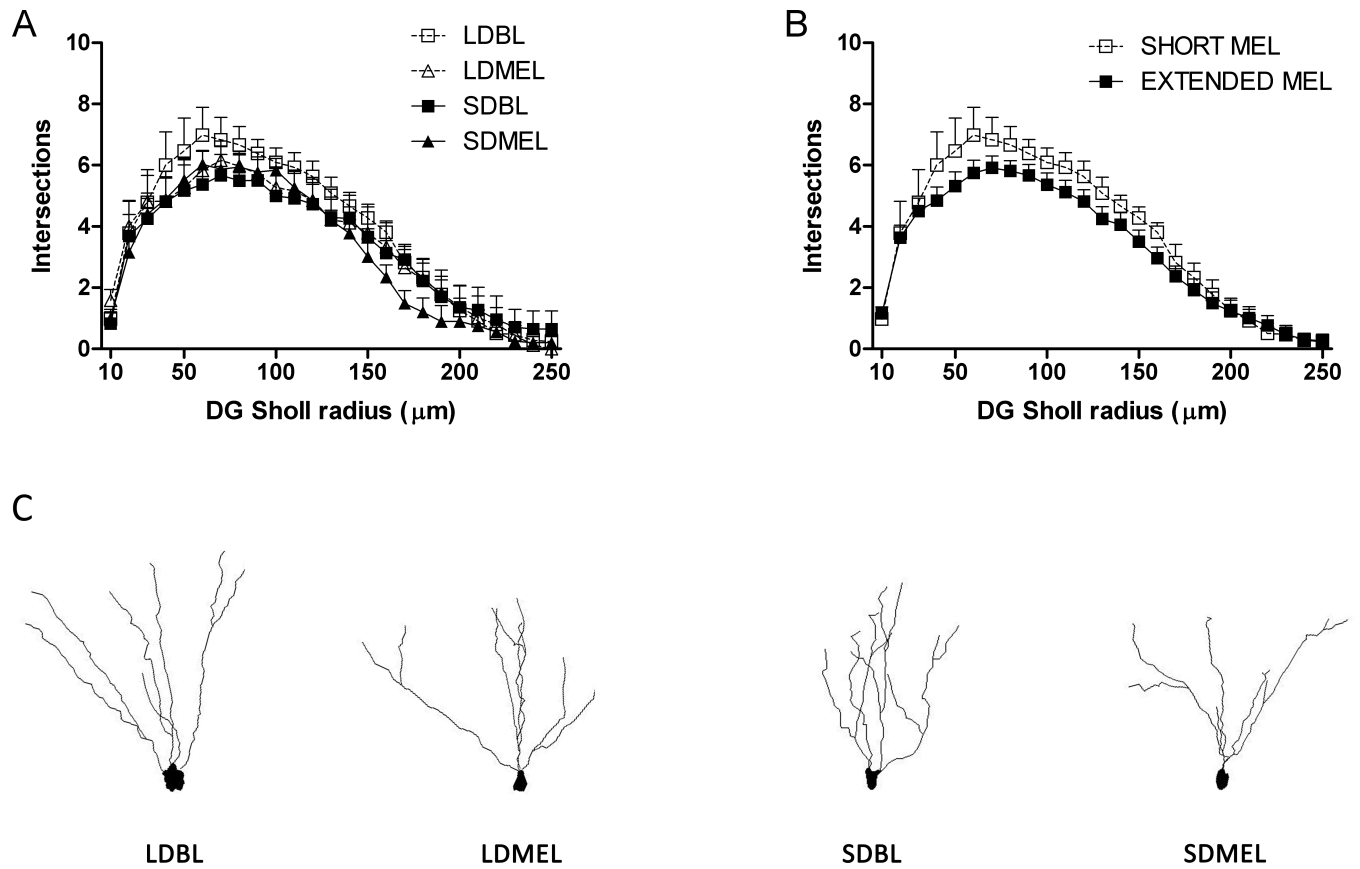 A
LDBL
LDMEL
SDBL
SDMEL
Intersections
10
8
6
4
2
0
10 50 100 150 200 250
DG Sholl radius (μm)
B
SHORT MEL
EXTENDED MEL
Intersections
10
8
6
4
2
0
10 50 100 150 200 250
DG Sholl radius (μm)
C
LDBL
LDMEL
SDBL
SDMEL